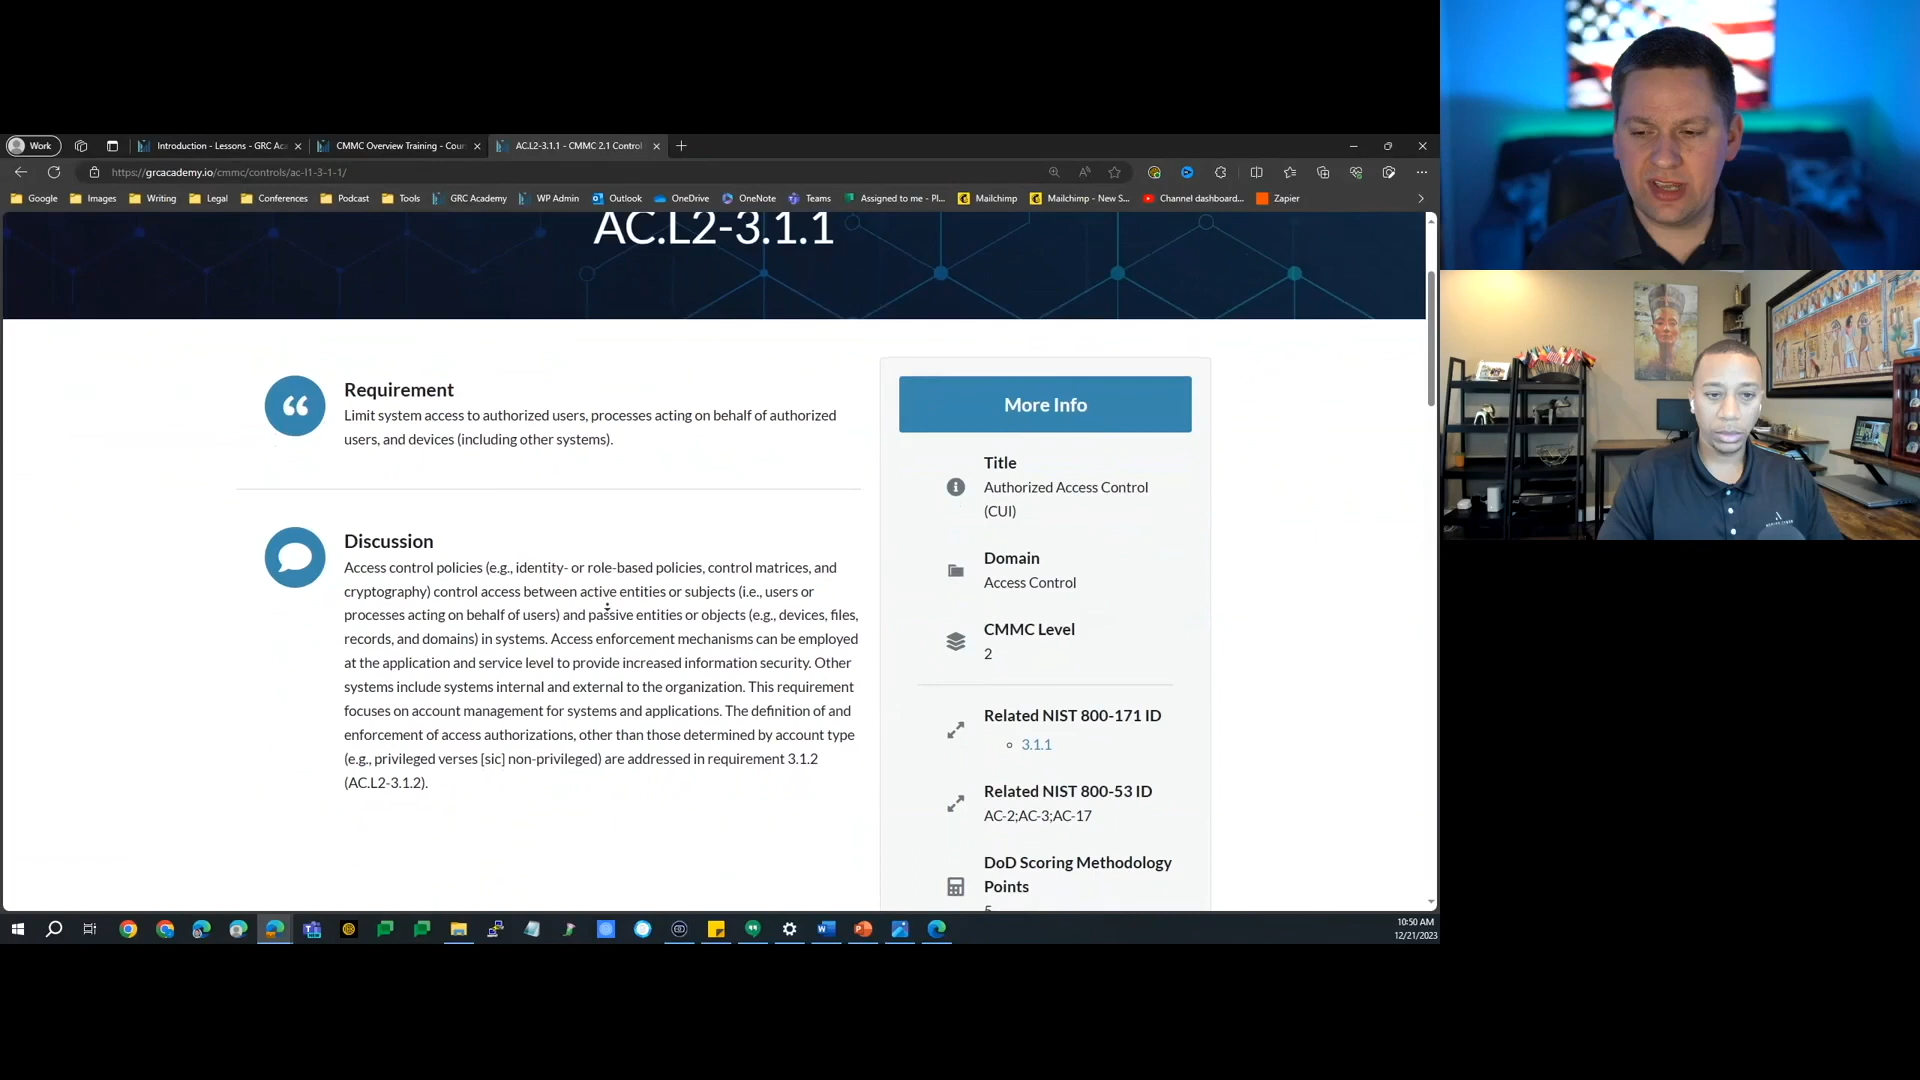 Work
Introduction - Lessons - GRC Aca
CMMC Overview Training - Cour
AC.L2-3.1.1 - CMMC 2.1 Control
https://grcacademy.io/cmmc/controls/ac-l1-3-1-1/
Google
Images
Writing
Legal
Conferences
Podcast
Tools
GRC Academy
WP Admin
Outlook
OneDrive
OneNote
Teams
Assigned to me - Pl...
Mailchimp
Mailchimp - New S...
Channel dashboard...
Zapier
AC.L2-3.1.1
Requirement
Limit system access to authorized users, processes acting on behalf of authorized
users, and devices (including other systems).
Discussion
Access control policies (e.g., identity- or role-based policies, control matrices, and
cryptography) control access between active entities or subjects (i.e., users or
processes acting on behalf of users) and passive entities or objects (e.g., devices, files,
records, and domains) in systems. Access enforcement mechanisms can be employed
at the application and service level to provide increased information security. Other
systems include systems internal and external to the organization. This requirement
focuses on account management for systems and applications. The definition of and
enforcement of access authorizations, other than those determined by account type
(e.g., privileged verses [sic] non-privileged) are addressed in requirement 3.1.2
(AC.L2-3.1.2).
More Info
Title
Authorized Access Control
(CUI)
Domain
Access Control
CMMC Level
2
Related NIST 800-171 ID
3.1.1
Related NIST 800-53 ID
AC-2;AC-3;AC-17
DoD Scoring Methodology
Points
5
10:50 AM
12/21/2023